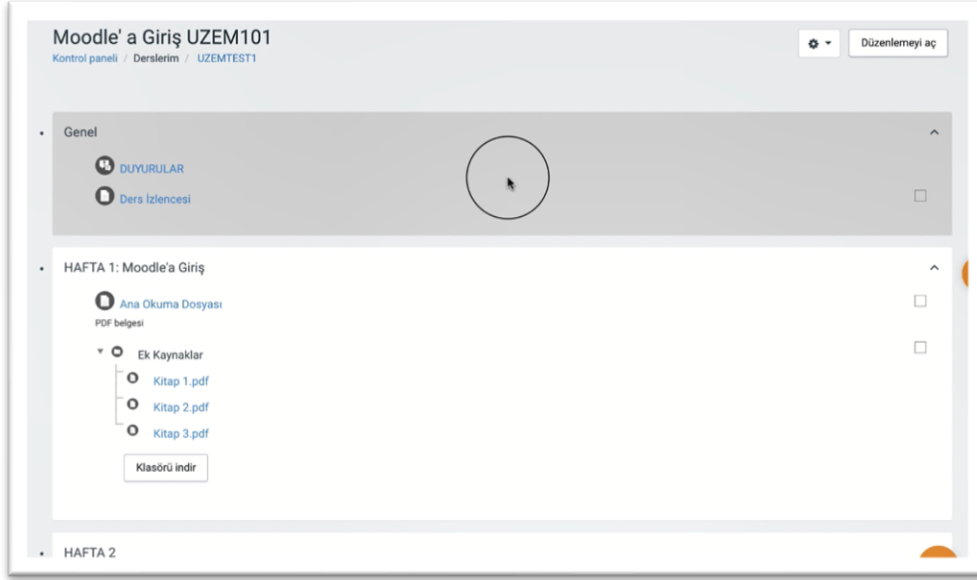 Moodle' a Giriş UZEM101
Kontrol paneli / Derslerim / UZEMTEST1
Düzenlemeyi aç
Genel
DUYURULAR
Ders İzlencesi
HAFTA 1: Moodle'a Giriş
Ana Okuma Dosyası
PDF belgesi
Ek Kaynaklar
Kitap 1.pdf
Kitap 2.pdf
Kitap 3.pdf
Klasörü indir
HAFTA 2